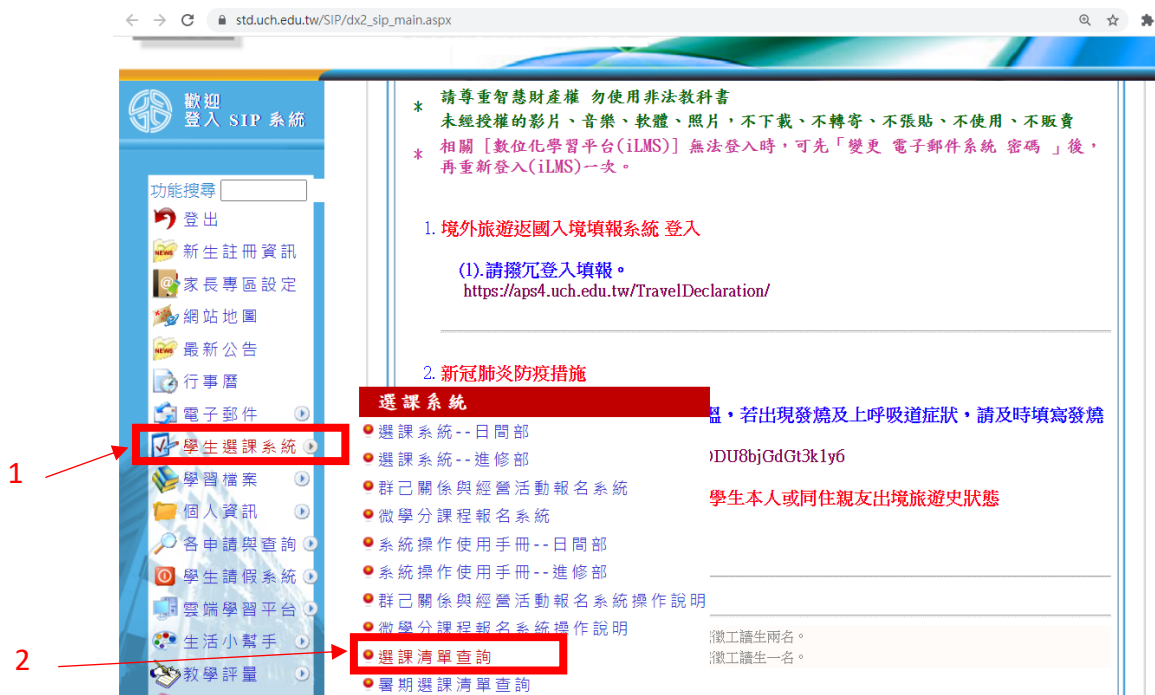 std.uch.edu.tw/SIP/dx2_sip_main.aspx
歡迎
登入 SIP 系統
功能搜尋
登出
新生註冊資訊
家長專區設定
網站地圖
最新公告
行事曆
電子郵件
學生選課系統
學習檔案
個人資訊
各申請與查詢
學生請假系統
雲端學習平台
生活小幫手
教學評量
1
2
* 請尊重智慧財產權 勿使用非法教科書
未經授權的影片、音樂、軟體、照片，不下載、不轉寄、不張貼、不使用、不販賣
* 相關 [數位化學習平台(iLMS)] 無法登入時，可先「變更 電子郵件系統 密碼 」後，
再重新登入(iLMS)一次。
1. 境外旅遊返國入境填報系統 登入
(1).請撥冗登入填報。
https://aps4.uch.edu.tw/TravelDeclaration/
2. 新冠肺炎防疫措施
，若出現發燒及上呼吸道症狀，請及時填寫發燒
DU8bjGdGt3k1y6
學生本人或同住親友出境旅遊史狀態
徵工讀生兩名。
徵工讀生一名。
選課系統
選課系統--日間部
選課系統--進修部
群己關係與經營活動報名系統
微學分課程報名系統
系統操作使用手冊--日間部
系統操作使用手冊--進修部
群己關係與經營活動報名系統操作說明
微學分課程報名系統操作說明
選課清單查詢
暑期選課清單查詢